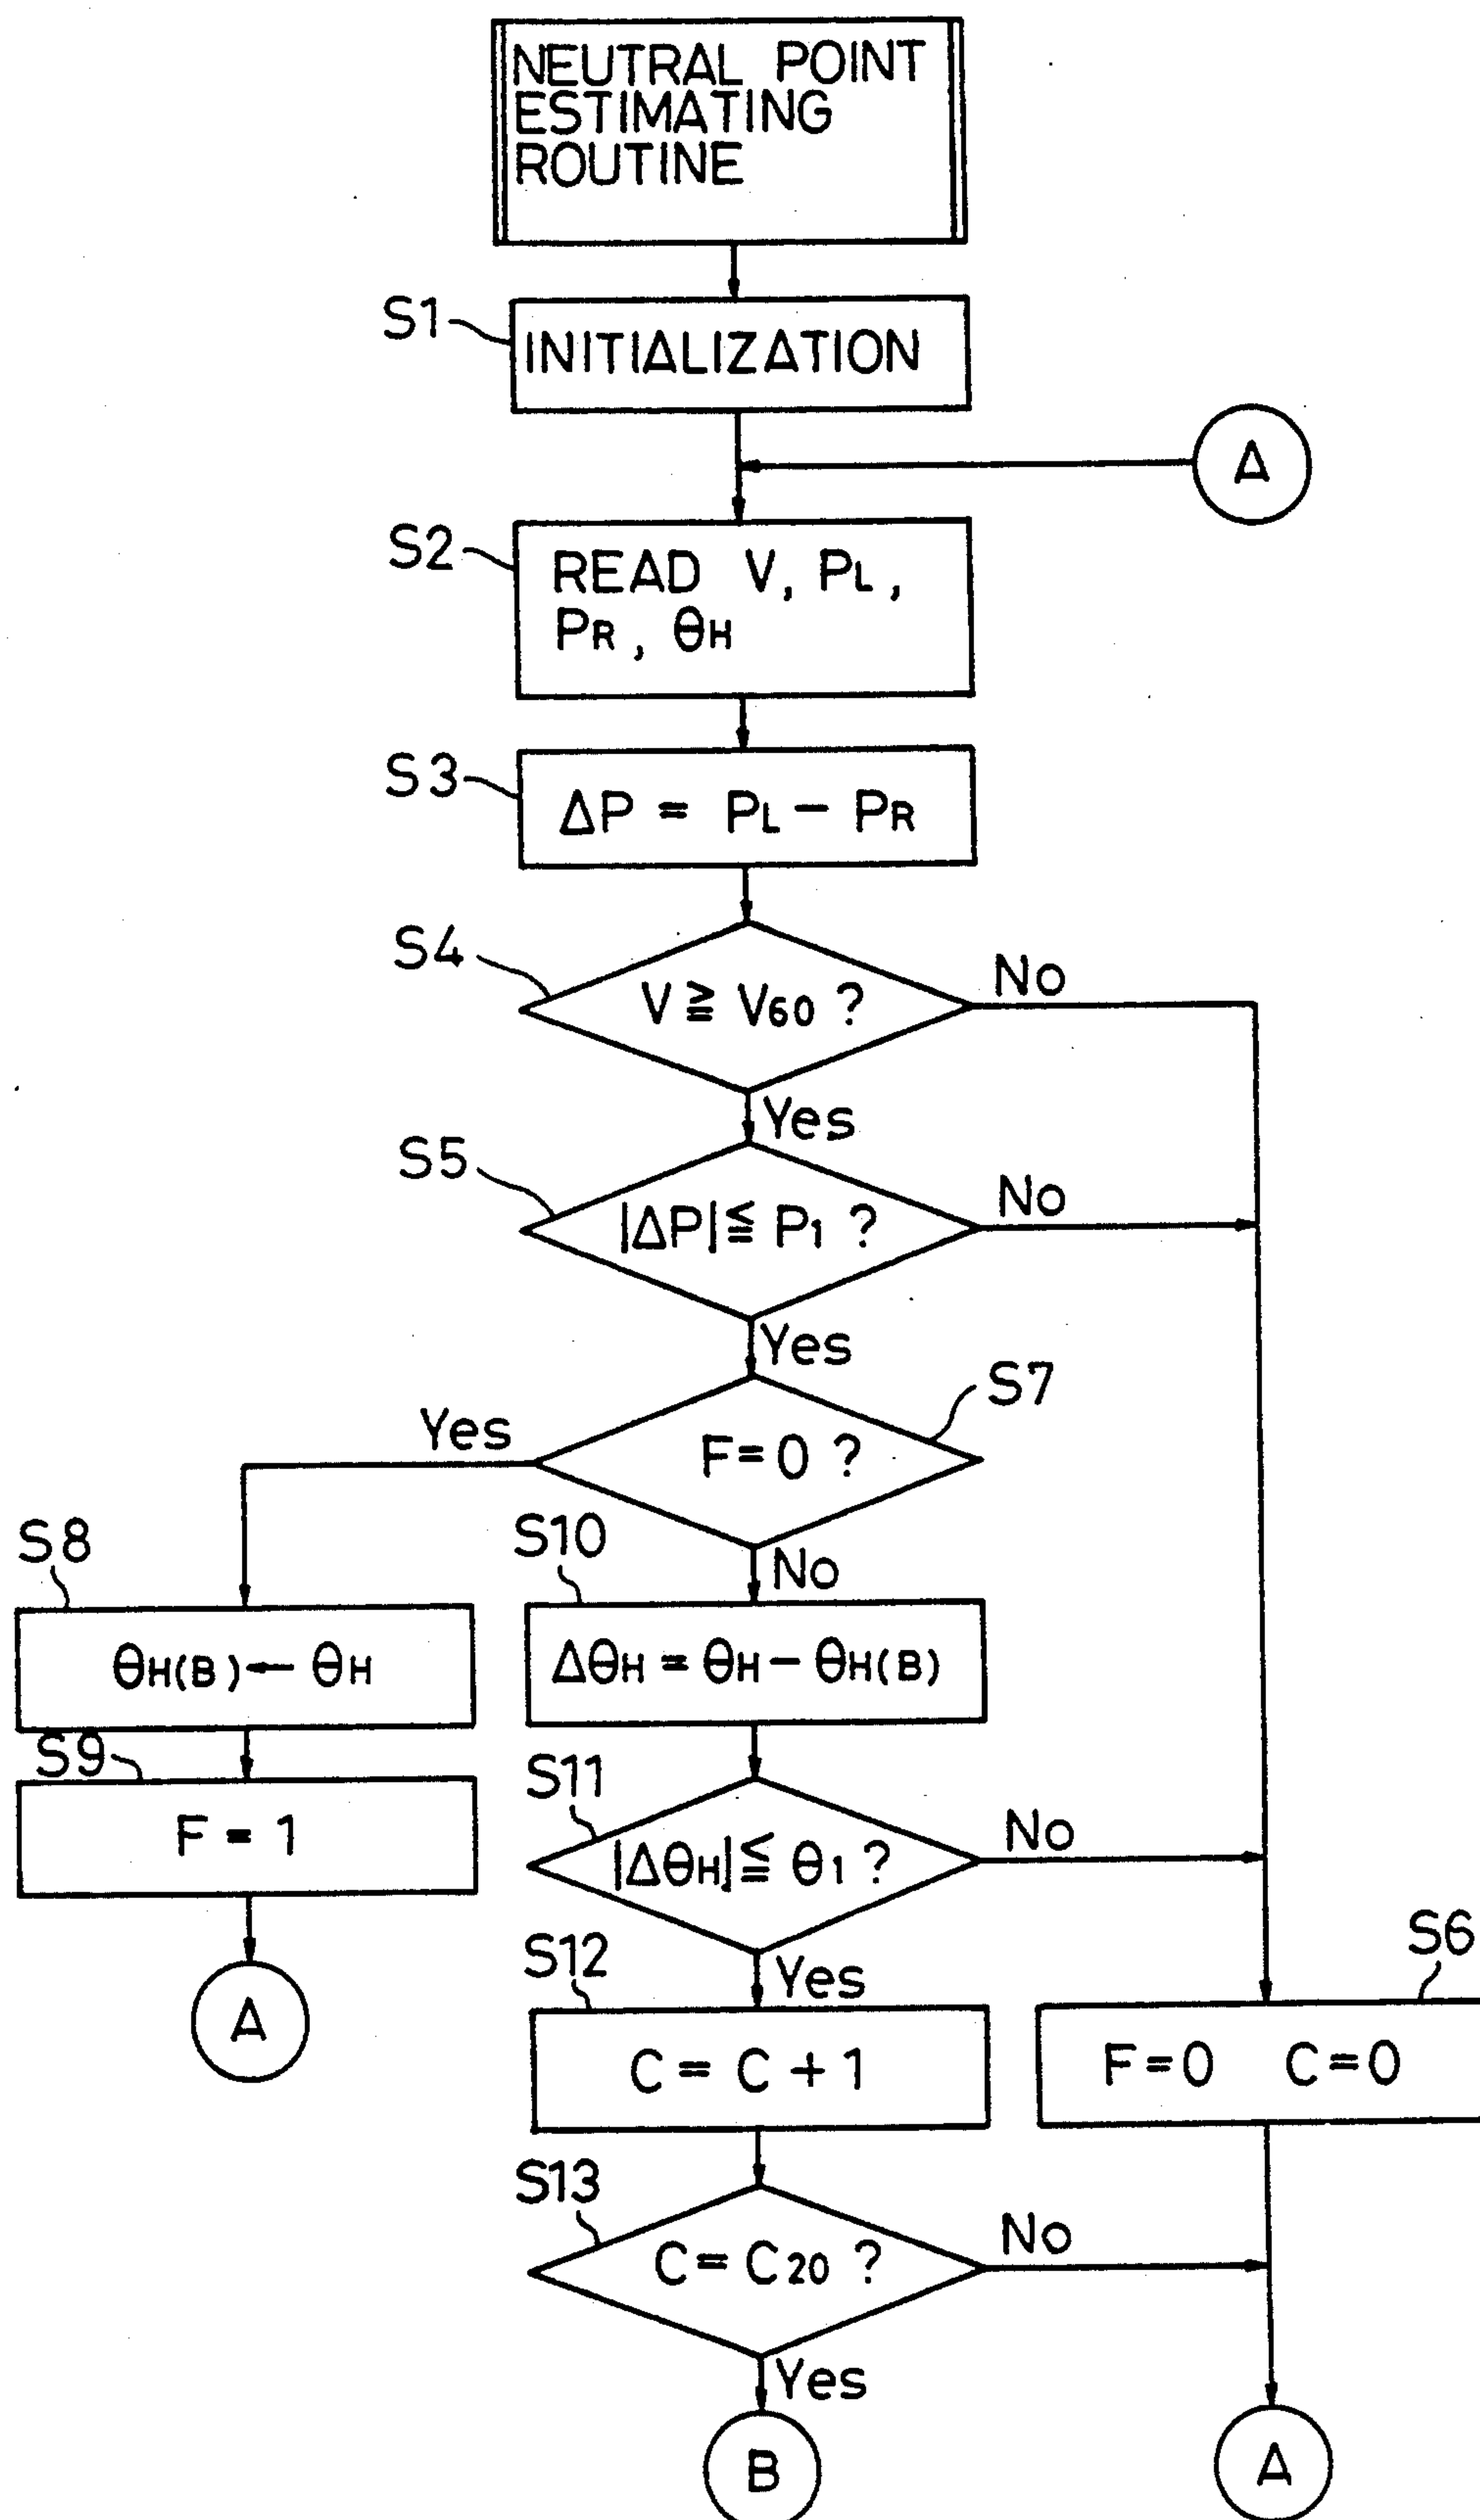 NEUTRAL POINT
ESTIMATING
ROUTINE
S1
INITIALIZATION
A
S2
READ V, PL,
PR, θH
S3
ΔP = PL - PR
S4
V ≧ V60 ?
No
Yes
S5
|ΔP| ≦ P1 ?
No
Yes
S7
F=0 ?
Yes
No
S8
θH(B) ← θH
S10
ΔθH = θH - θH(B)
S9
F = 1
S11
|ΔθH| ≦ θ1 ?
No
Yes
A
S12
C = C + 1
S6
F=0 C=0
S13
C = C20 ?
No
Yes
B
A